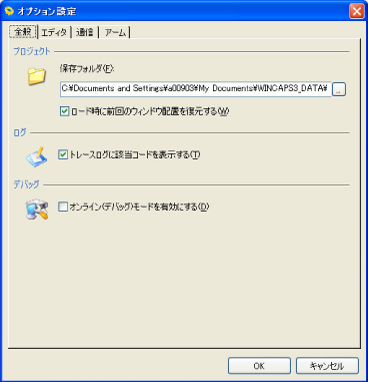 オプション設定
全般 エディタ 通信 アーム
プロジェクト
保存フォルダ(F):
C:¥Documents and Settings¥a00903¥My Documents¥WINCAPS3_DATA¥ ...
ロード時に前回のウィンドウ配置を復元する(W)
ログ
トレースログに該当コードを表示する(T)
デバッグ
オンライン(デバッグ)モードを有効にする(D)
OK キャンセル